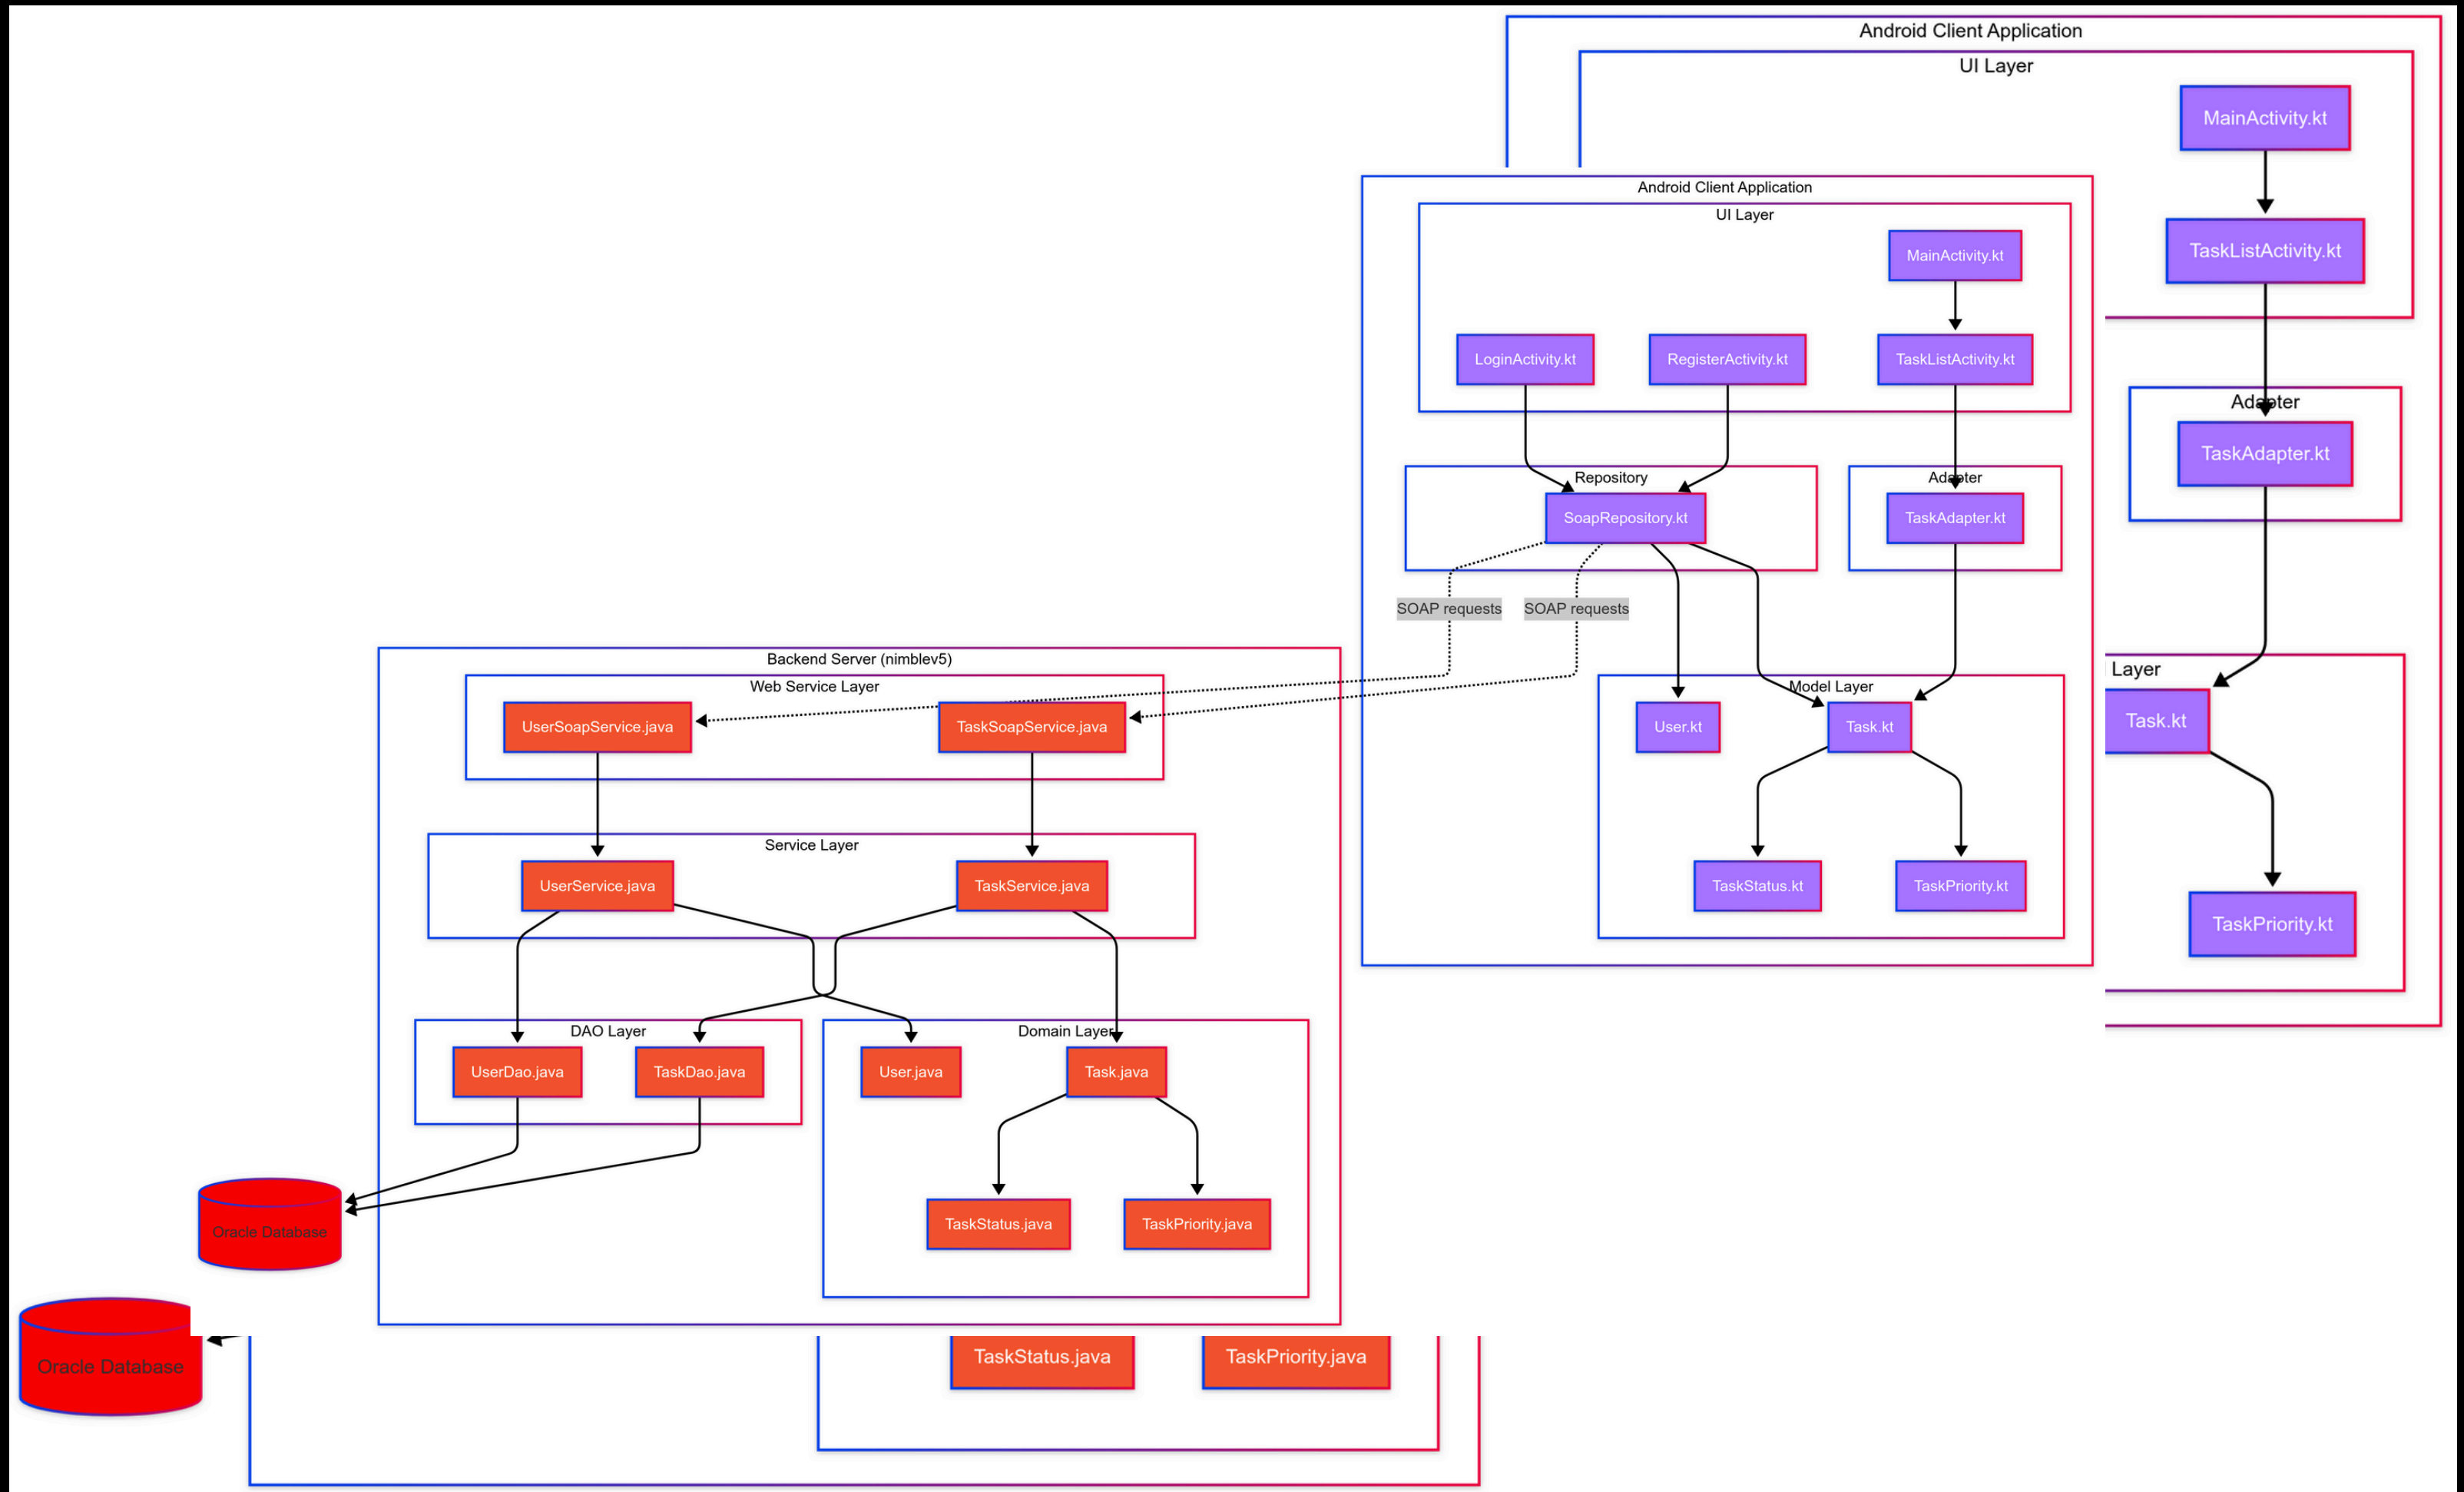 Android Client Application
UI Layer
MainActivity.kt
TaskListActivity.kt
Adapter
TaskAdapter.kt
Layer
Task.kt
TaskPriority.kt
Android Client Application
UI Layer
MainActivity.kt
LoginActivity.kt
RegisterActivity.kt
TaskListActivity.kt
Repository
SoapRepository.kt
Adapter
TaskAdapter.kt
SOAP requests
SOAP requests
Model Layer
User.kt
Task.kt
TaskStatus.kt
TaskPriority.kt
Backend Server (nimblev5)
Web Service Layer
UserSoapService.java
TaskSoapService.java
Service Layer
UserService.java
TaskService.java
DAO Layer
UserDao.java
TaskDao.java
Domain Layer
User.java
Task.java
TaskStatus.java
TaskPriority.java
Oracle Database
Oracle Database
TaskStatus.java
TaskPriority.java